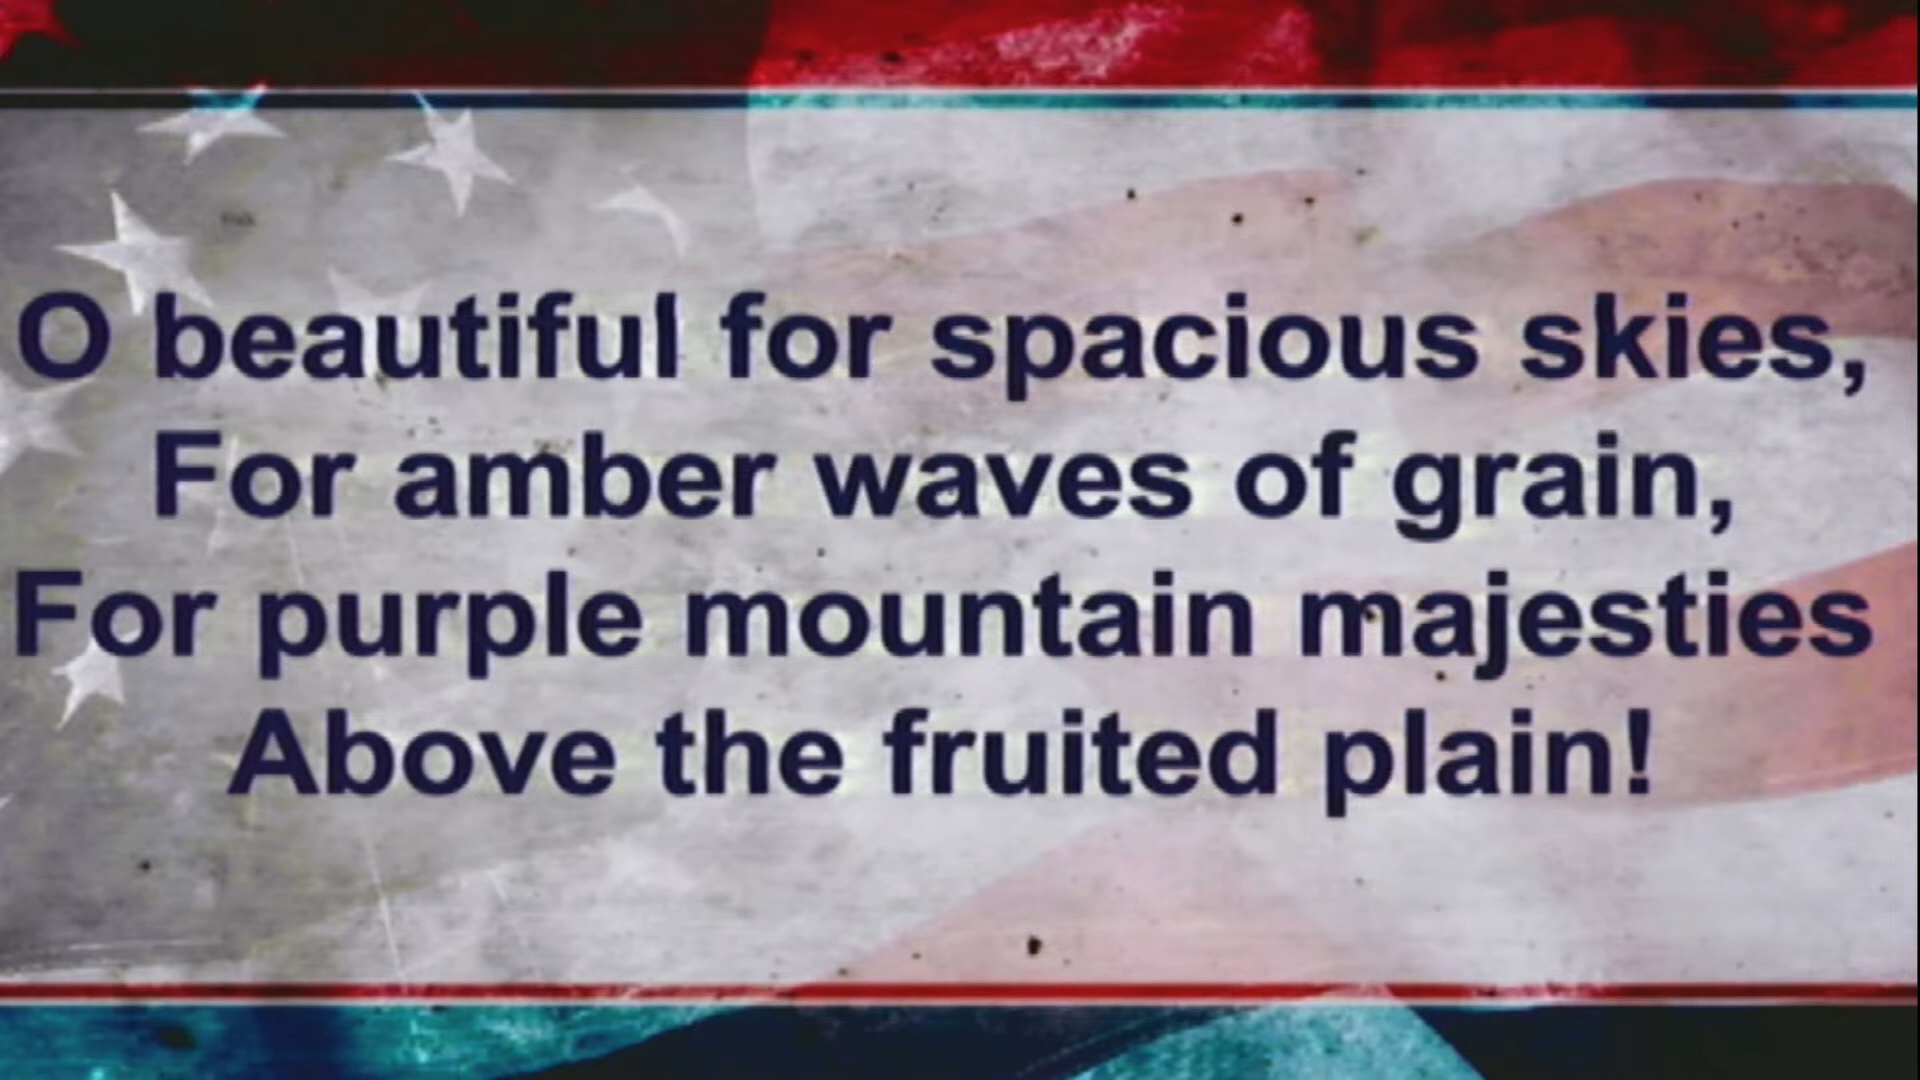 O beautiful for spacious skies,
For amber waves of grain,
For purple mountain majesties
Above the fruited plain!